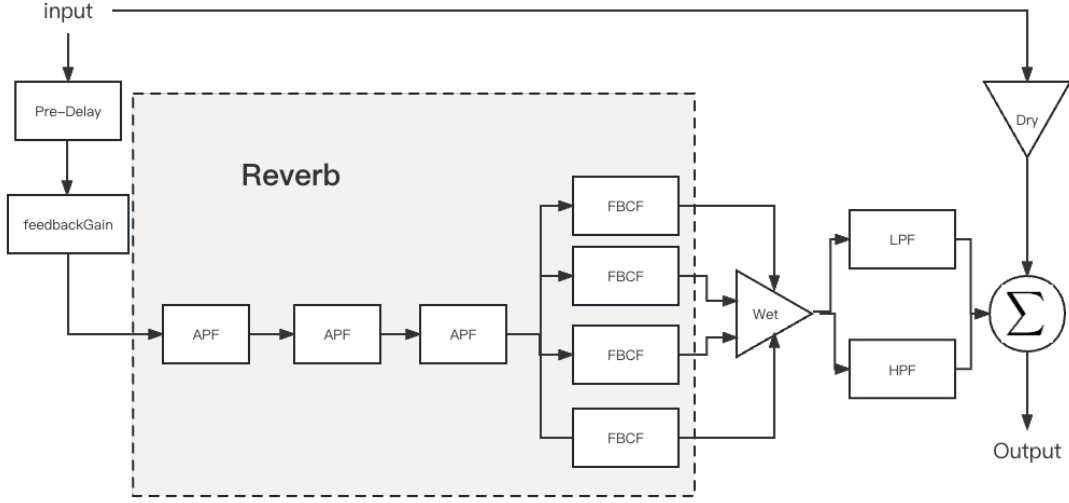 input
Pre-Delay
Dry
Reverb
feedbackGain
FBCF
LPF
FBCF
Wet
Σ
APF
APF
APF
FBCF
HPF
FBCF
Output